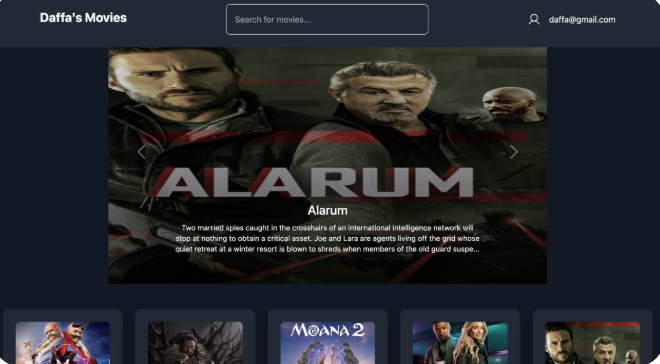 Daffa's Movies
Search for movies...
daffa@gmail.com
ALARUM
Alarum
Two married spies caught in the crosshairs of an international intelligence network will
stop at nothing to obtain a critical asset. Joe and Lara are agents living off the grid whose
quiet retreat at a winter resort is blown to shreds when members of the old guard suspe...
MOANA 2